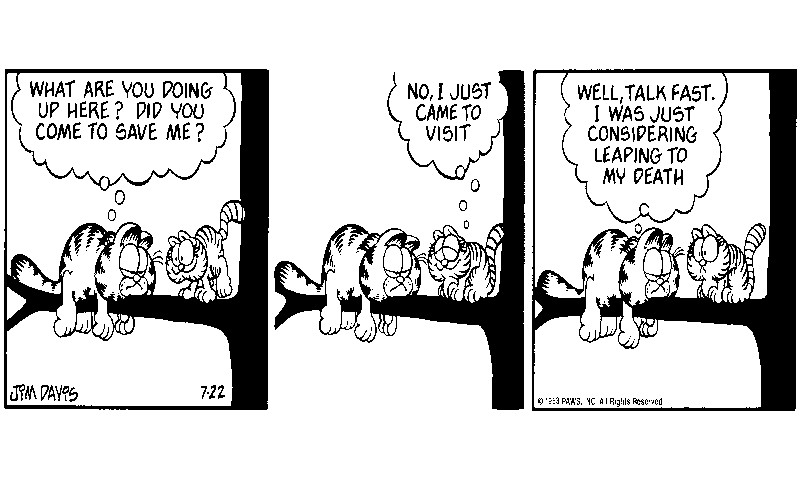 WHAT ARE YOU DOING
UP HERE? DID YOU
COME TO SAVE ME?
JIM DAVIS
7-22
NO, I JUST
CAME TO
VISIT
WELL, TALK FAST.
I WAS JUST
CONSIDERING
LEAPING TO
MY DEATH
PAWS, INC. All Rights Reserved